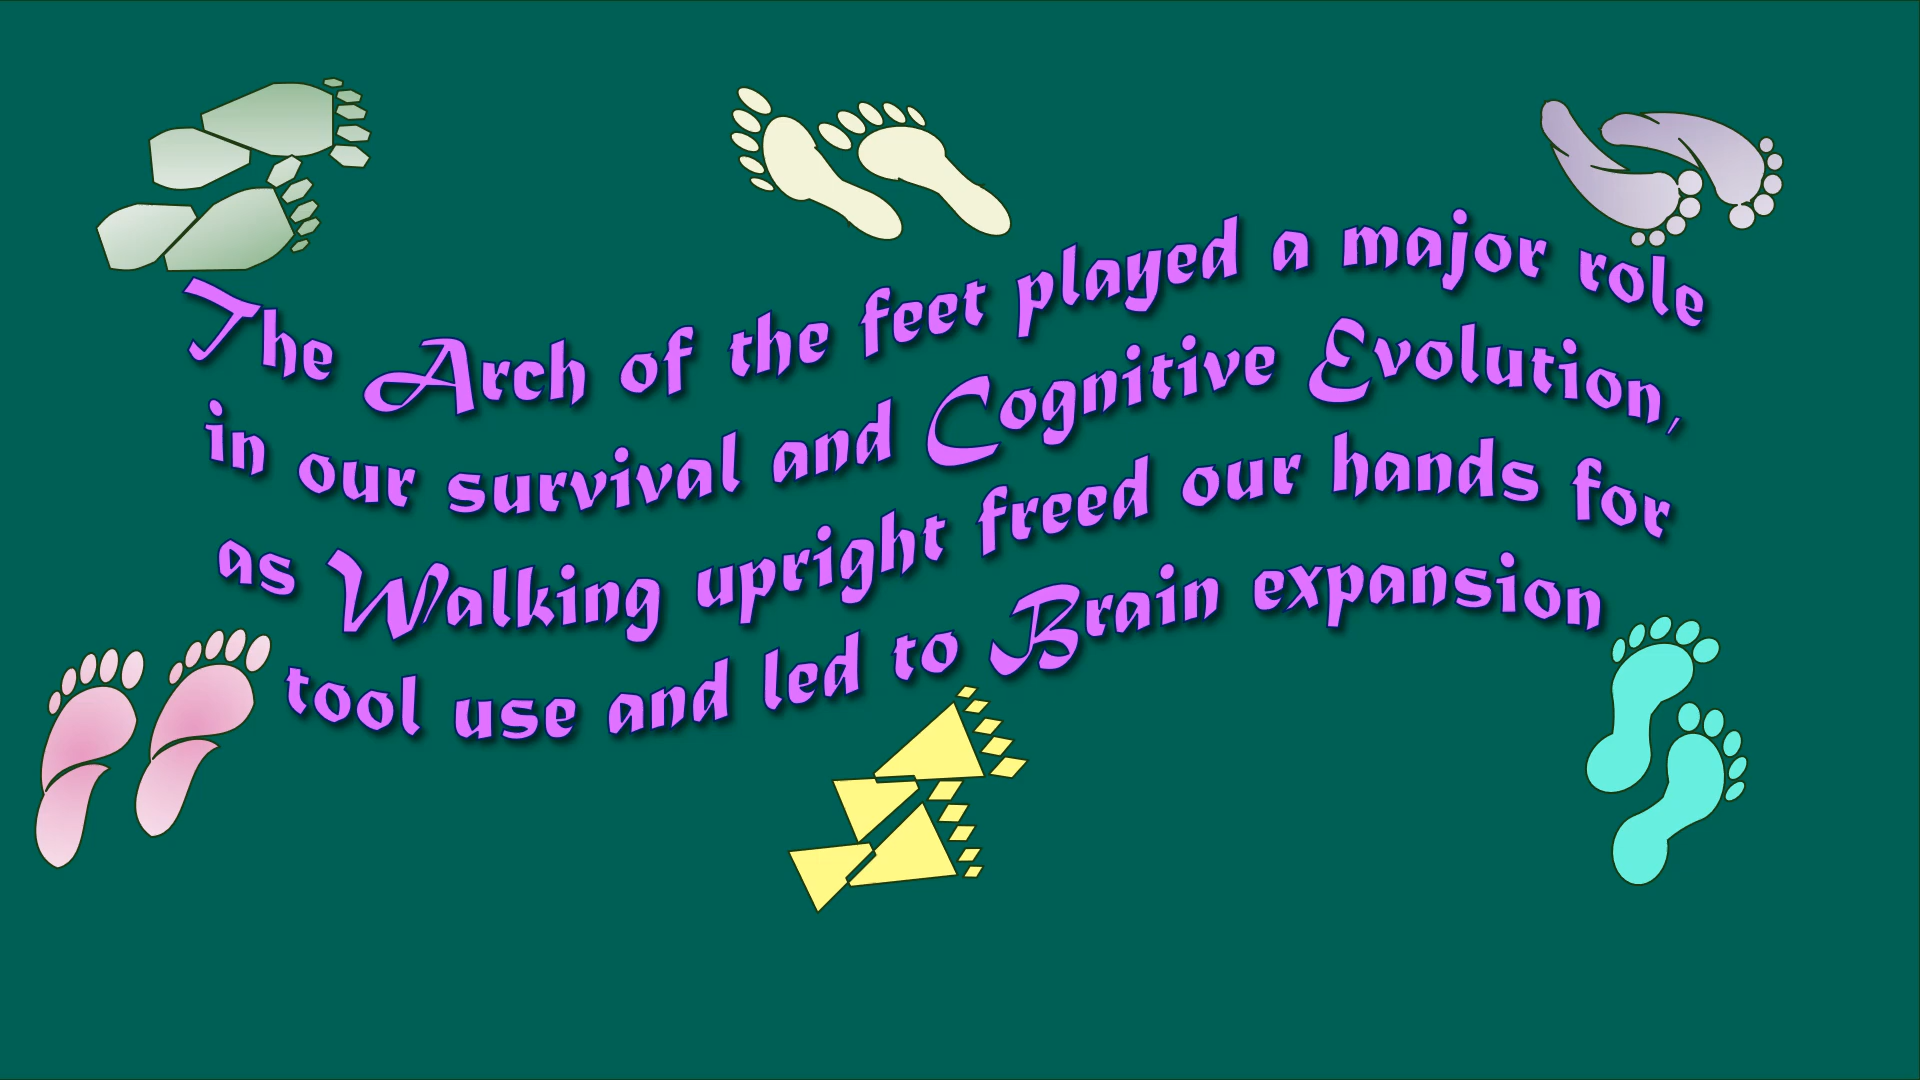 The Arch of the feet played a major role
in our survival and Cognitive Evolution,
as Walking upright freed our hands for
tool use and led to Brain expansion